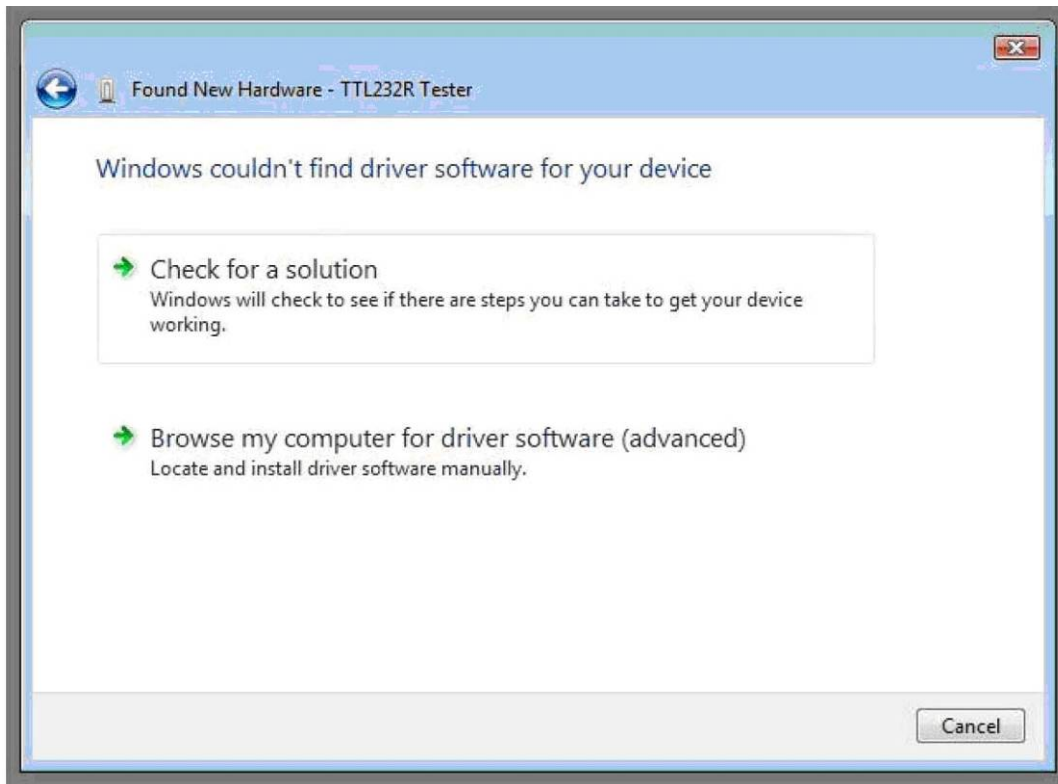 Found New Hardware - TTL232R Tester
Windows couldn't find driver software for your device
Check for a solution
Windows will check to see if there are steps you can take to get your device
working.
Browse my computer for driver software (advanced)
Locate and install driver software manually.
Cancel